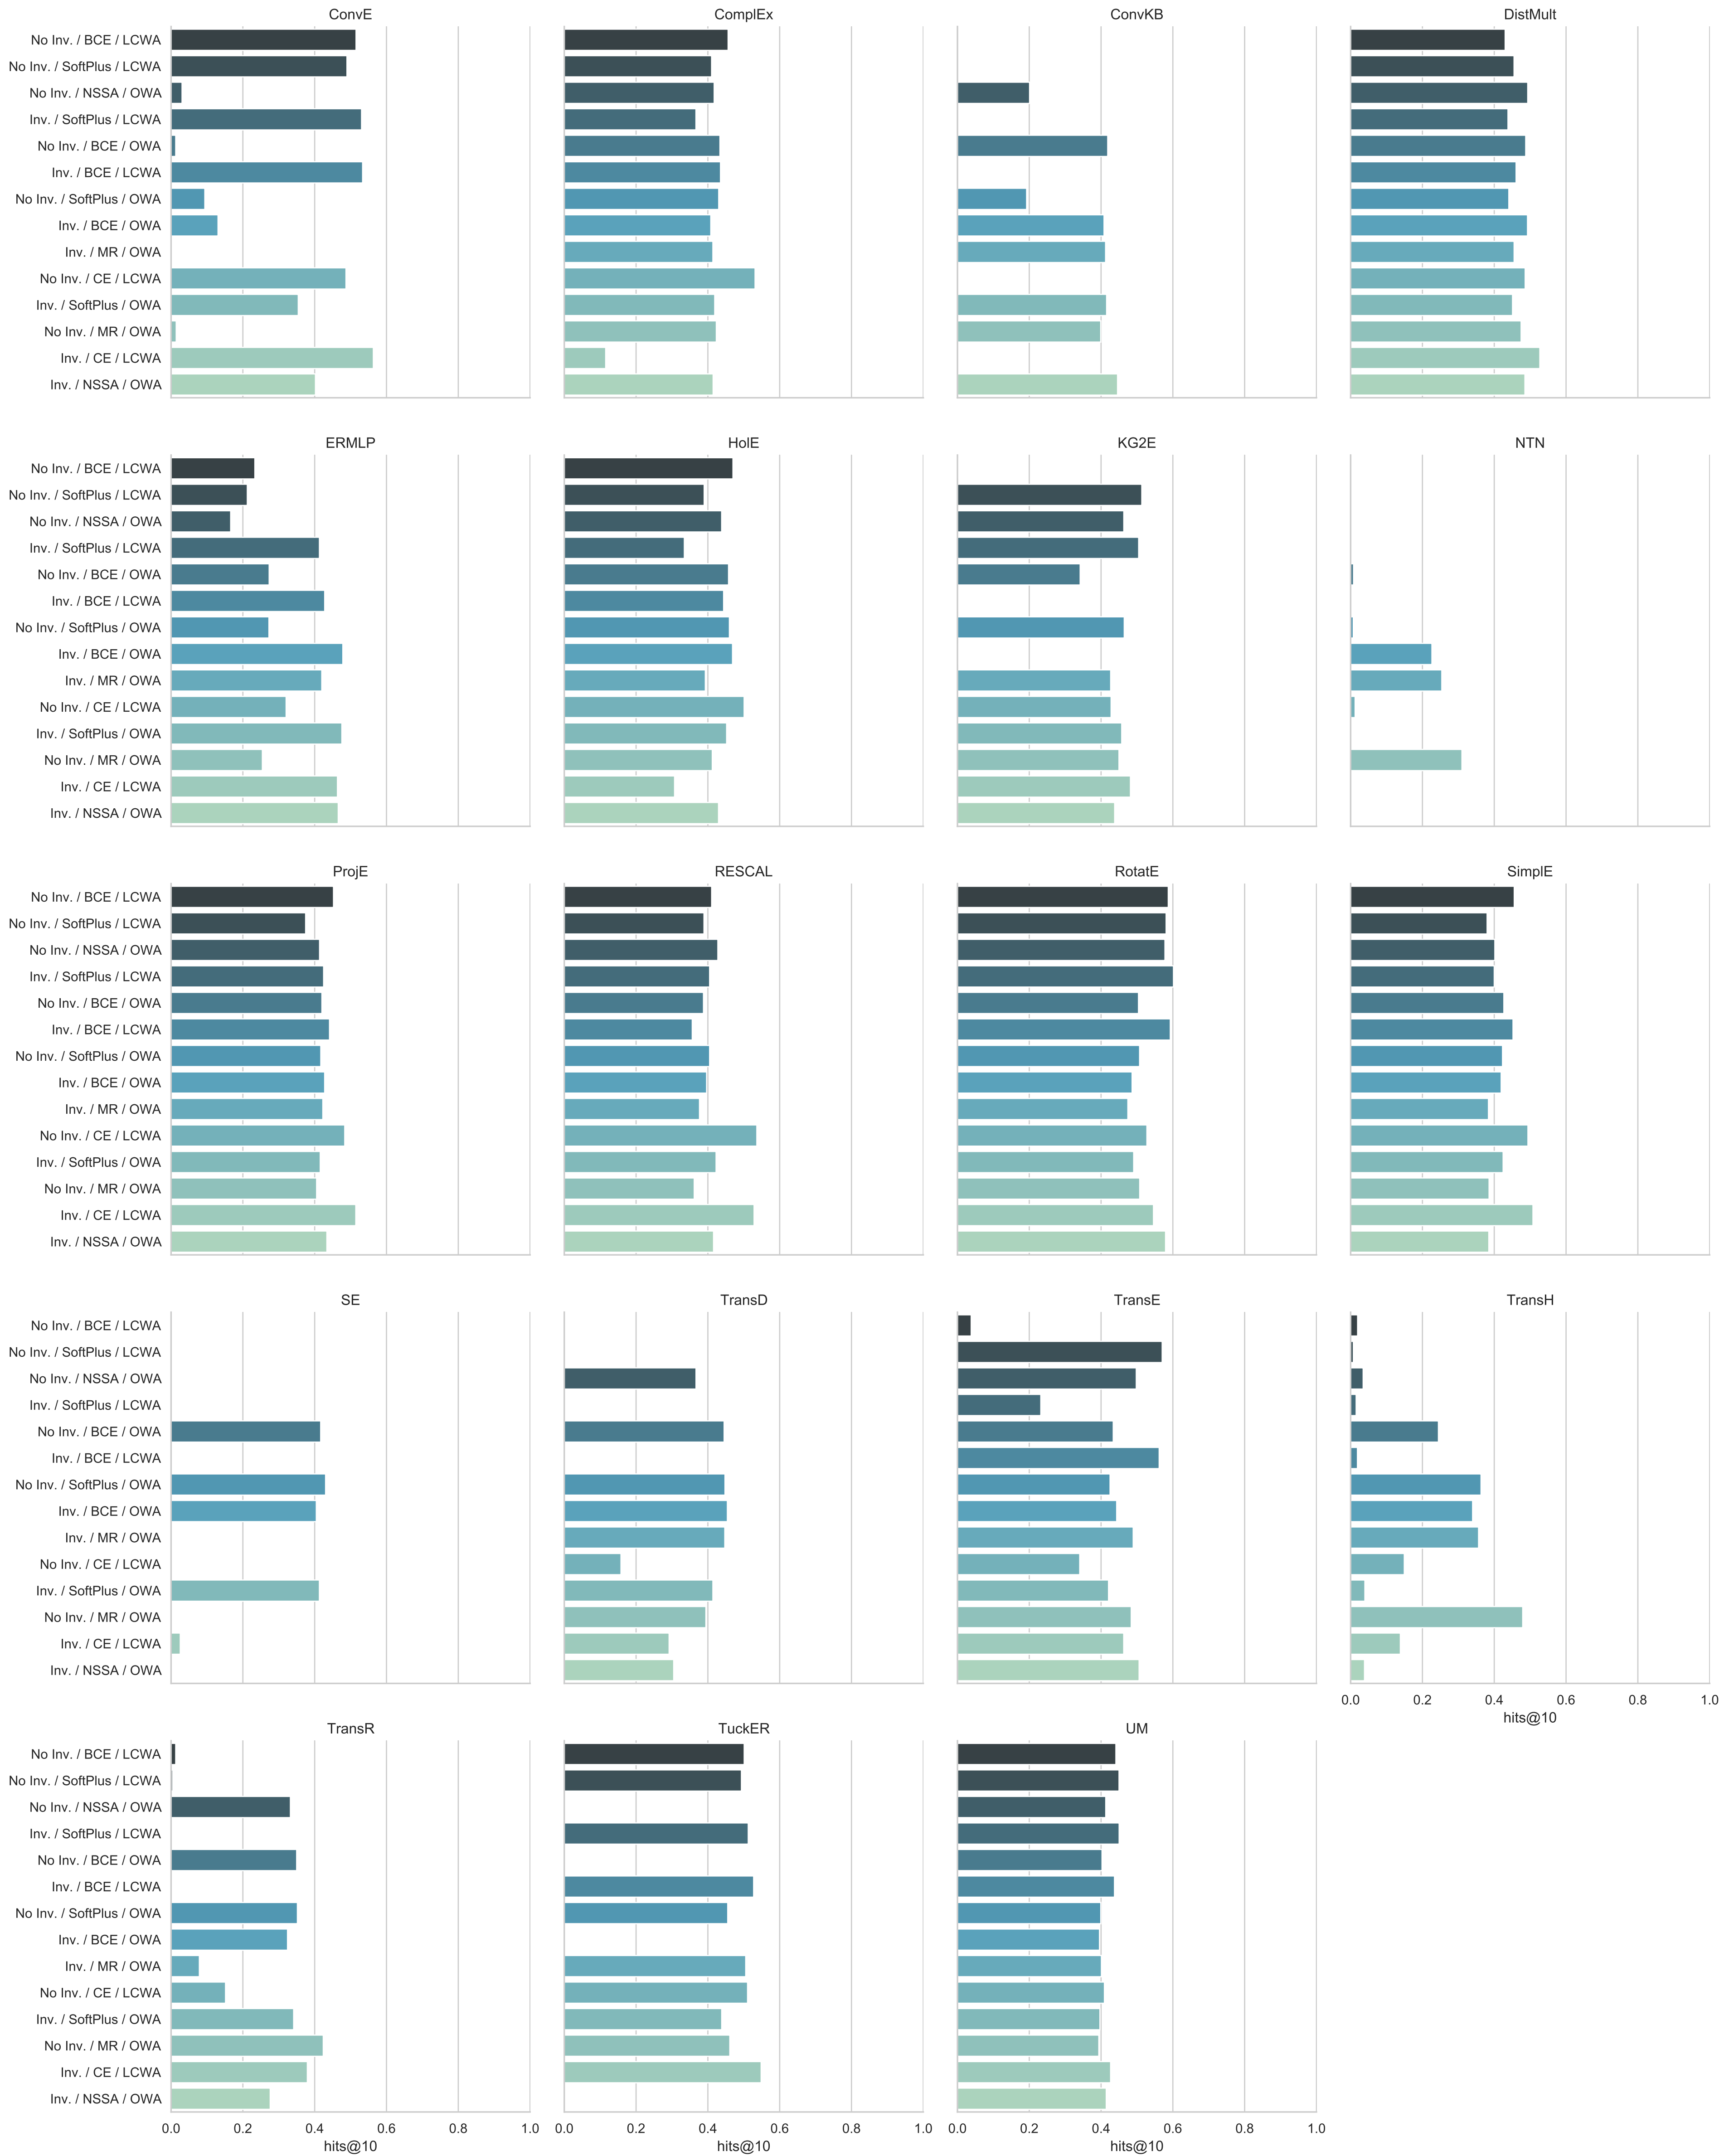 ConvE ComplEx ConvKB DistMult
No Inv. / BCE / LCWA
No Inv. / SoftPlus / LCWA
No Inv. / NSSA / OWA
Inv. / SoftPlus / LCWA
No Inv. / BCE / OWA
Inv. / BCE / LCWA
No Inv. / SoftPlus / OWA
Inv. / BCE / OWA
Inv. / MR / OWA
No Inv. / CE / LCWA
Inv. / SoftPlus / OWA
No Inv. / MR / OWA
Inv. / CE / LCWA
Inv. / NSSA / OWA
ERMLP HolE KG2E NTN
No Inv. / BCE / LCWA
No Inv. / SoftPlus / LCWA
No Inv. / NSSA / OWA
Inv. / SoftPlus / LCWA
No Inv. / BCE / OWA
Inv. / BCE / LCWA
No Inv. / SoftPlus / OWA
Inv. / BCE / OWA
Inv. / MR / OWA
No Inv. / CE / LCWA
Inv. / SoftPlus / OWA
No Inv. / MR / OWA
Inv. / CE / LCWA
Inv. / NSSA / OWA
ProjE RESCAL RotatE SimplE
No Inv. / BCE / LCWA
No Inv. / SoftPlus / LCWA
No Inv. / NSSA / OWA
Inv. / SoftPlus / LCWA
No Inv. / BCE / OWA
Inv. / BCE / LCWA
No Inv. / SoftPlus / OWA
Inv. / BCE / OWA
Inv. / MR / OWA
No Inv. / CE / LCWA
Inv. / SoftPlus / OWA
No Inv. / MR / OWA
Inv. / CE / LCWA
Inv. / NSSA / OWA
SE TransD TransE TransH
No Inv. / BCE / LCWA
No Inv. / SoftPlus / LCWA
No Inv. / NSSA / OWA
Inv. / SoftPlus / LCWA
No Inv. / BCE / OWA
Inv. / BCE / LCWA
No Inv. / SoftPlus / OWA
Inv. / BCE / OWA
Inv. / MR / OWA
No Inv. / CE / LCWA
Inv. / SoftPlus / OWA
No Inv. / MR / OWA
Inv. / CE / LCWA
Inv. / NSSA / OWA
0.0 0.2 0.4 0.6 0.8 1.0
hits@10
TransR TuckER UM
No Inv. / BCE / LCWA
No Inv. / SoftPlus / LCWA
No Inv. / NSSA / OWA
Inv. / SoftPlus / LCWA
No Inv. / BCE / OWA
Inv. / BCE / LCWA
No Inv. / SoftPlus / OWA
Inv. / BCE / OWA
Inv. / MR / OWA
No Inv. / CE / LCWA
Inv. / SoftPlus / OWA
No Inv. / MR / OWA
Inv. / CE / LCWA
Inv. / NSSA / OWA
0.0 0.2 0.4 0.6 0.8 1.0 0.0 0.2 0.4 0.6 0.8 1.0 0.0 0.2 0.4 0.6 0.8 1.0
hits@10 hits@10 hits@10